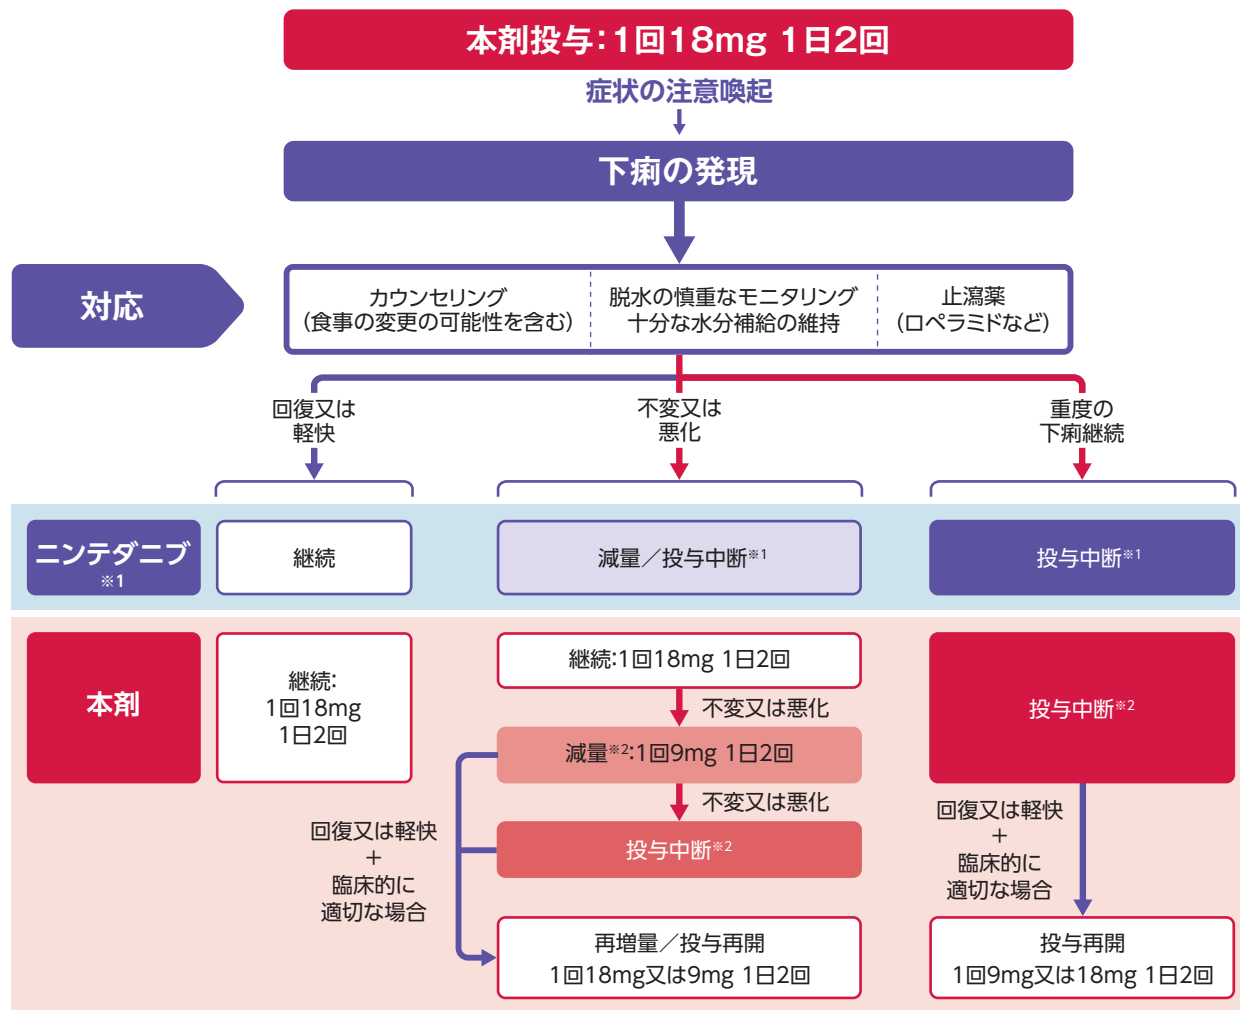 本剤投与：1回18mg 1日2回
症状の注意喚起
下痢の発現
対応
カウンセリング
（食事の変更の可能性を含む）
脱水の慎重なモニタリング
十分な水分補給の維持
止瀉薬
（ロペラミドなど）
回復又は
軽快
不変又は
悪化
重度の
下痢継続
ニンテダニブ
※1
継続
減量／投与中断※1
投与中断※1
本剤
継続：
1回18mg
1日2回
継続：1回18mg 1日2回
不変又は悪化
減量※2：1回9mg 1日2回
不変又は悪化
投与中断※2
回復又は軽快
＋
臨床的に
適切な場合
再増量／投与再開
1回18mg又は9mg 1日2回
投与中断※2
回復又は軽快
＋
臨床的に
適切な場合
投与再開
1回9mg又は18mg 1日2回